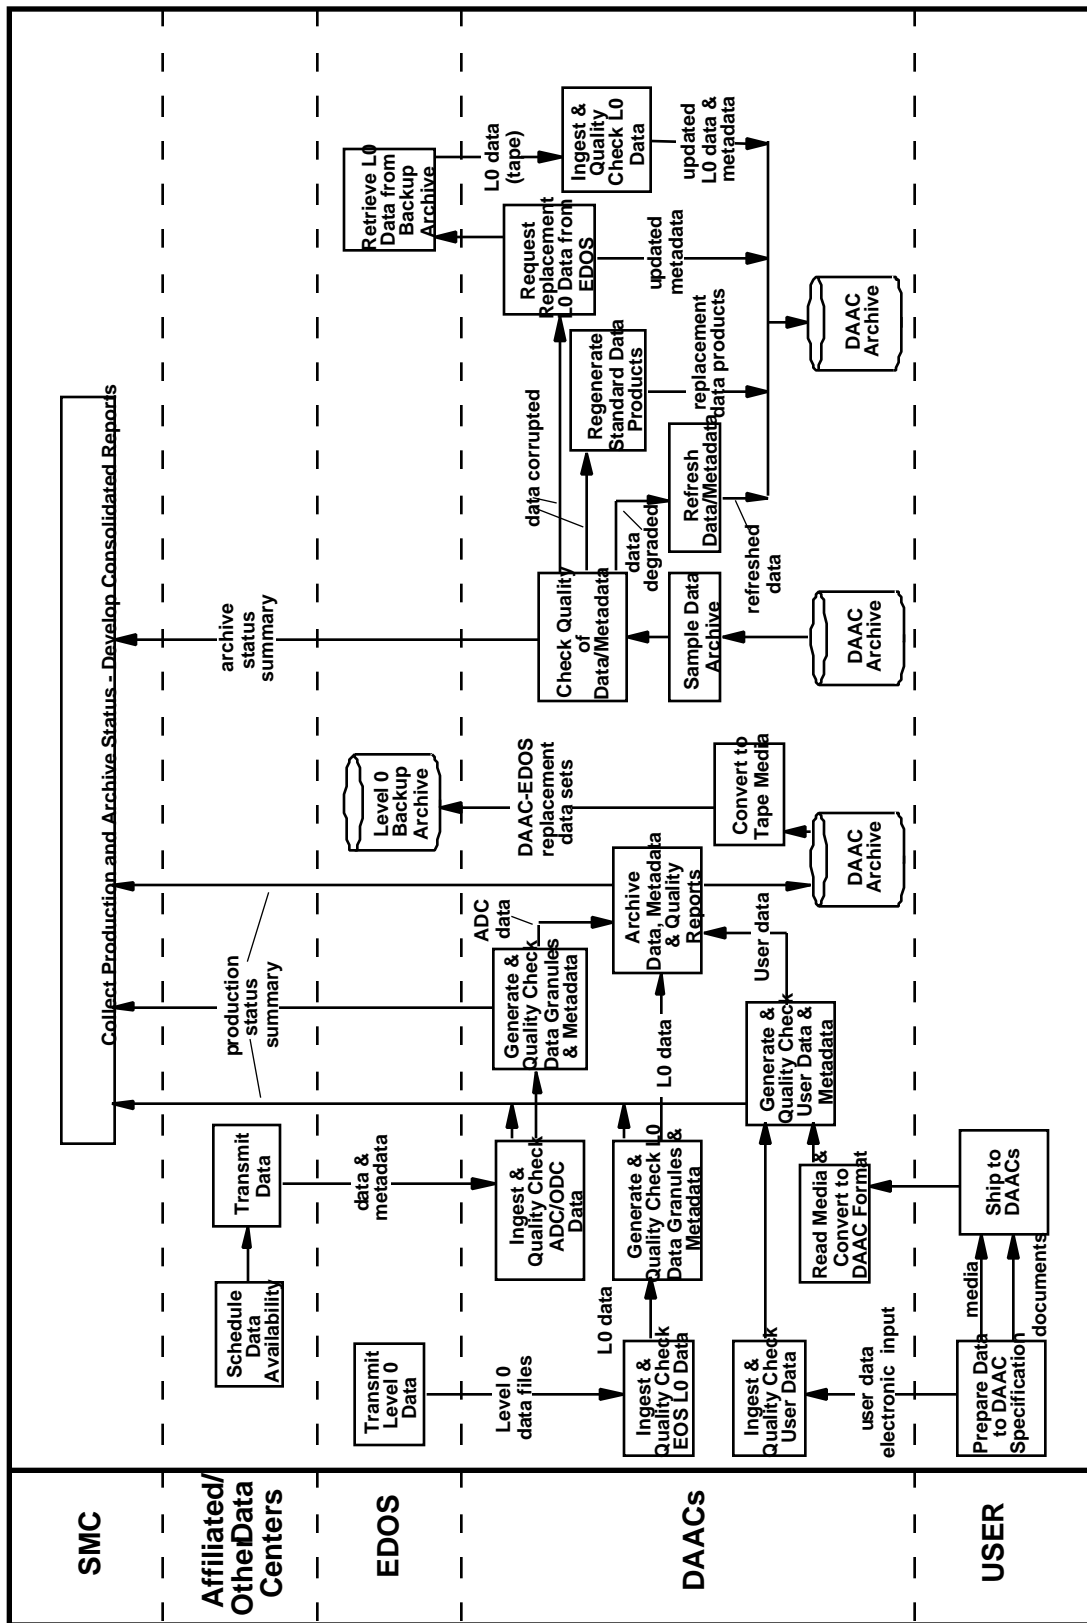 SMC
Collect Production and Archive Status - Develop Consolidated Reports
Affiliated/
OtherData
Centers
Schedule
Data
Availability
Transmit
Data
production
status
summary
archive
status
summary
EDOS
Transmit
Level 0
Data
data &
metadata
Level 0
Backup
Archive
Retrieve L0
Data from
Backup
Archive
DAACs
Level 0
data files
Ingest &
Quality Check
ADC/ODC
Data
Generate &
Quality Check
Data Granules
& Metadata
ADC
data
DAAC-EDOS
replacement
data sets
Check Quality
of
Data/Metadata
data corrupted
Request
Replacement
L0 Data from
EDOS
L0 data
(tape)
Ingest &
Quality
Check L0
Data
Regenerate
Standard Data
Products
Ingest &
Quality Check
EOS L0 Data
L0 data
Generate &
Quality Check L0
Data Granules &
Metadata
L0 data
Archive
Data, Metadata
& Quality
Reports
Sample Data
Archive
data
degraded
Refresh
Data/Metadata
refreshed
data
replacement
data products
updated
metadata
updated
L0 data &
metadata
Ingest &
Quality Check
User Data
Generate &
Quality Check
User Data &
Metadata
User data
Convert to
Tape Media
Read Media &
Convert to
DAAC Format
DAAC
Archive
DAAC
Archive
DAAC
Archive
user data
electronic input
USER
Prepare Data
to DAAC
Specification
media
documents
Ship to
DAACs